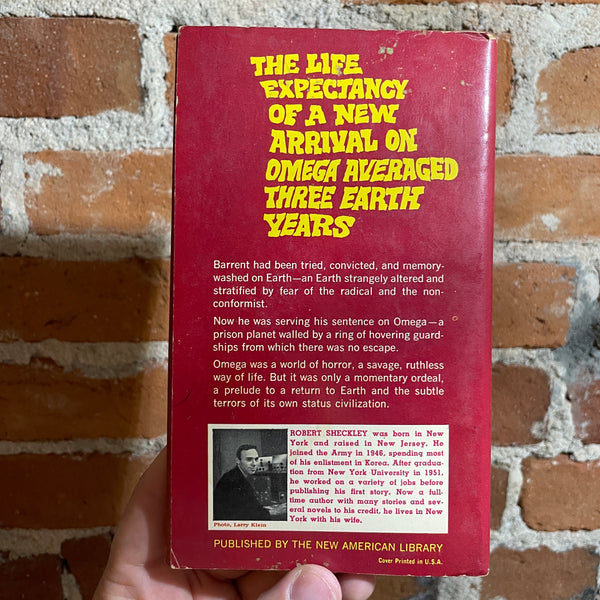 THE LIFE
EXPECTANCY
OF A NEW
ARRIVAL ON
OMEGA AVERAGED
THREE EARTH
YEARS
Barrent had been tried, convicted, and memory-
washed on Earth—an Earth strangely altered and
stratified by fear of the radical and the non-
conformist.
Now he was serving his sentence on Omega—a
prison planet walled by a ring of hovering guard-
ships from which there was no escape.
Omega was a world of horror, a savage, ruthless
way of life. But it was only a momentary ordeal,
a prelude to a return to Earth and the subtle
terrors of its own status civilization.
ROBERT SHECKLEY was born in New
York and raised in New Jersey. He
joined the Army in 1946, spending most
of his enlistment in Korea. After gradua-
tion from New York University in 1951,
he worked on a variety of jobs before
publishing his first story. Now a full-
time author with many stories and sev-
eral novels to his credit, he lives in New
York with his wife.
Photo, Larry Klein
PUBLISHED BY THE NEW AMERICAN LIBRARY
Cover Printed in U.S.A.